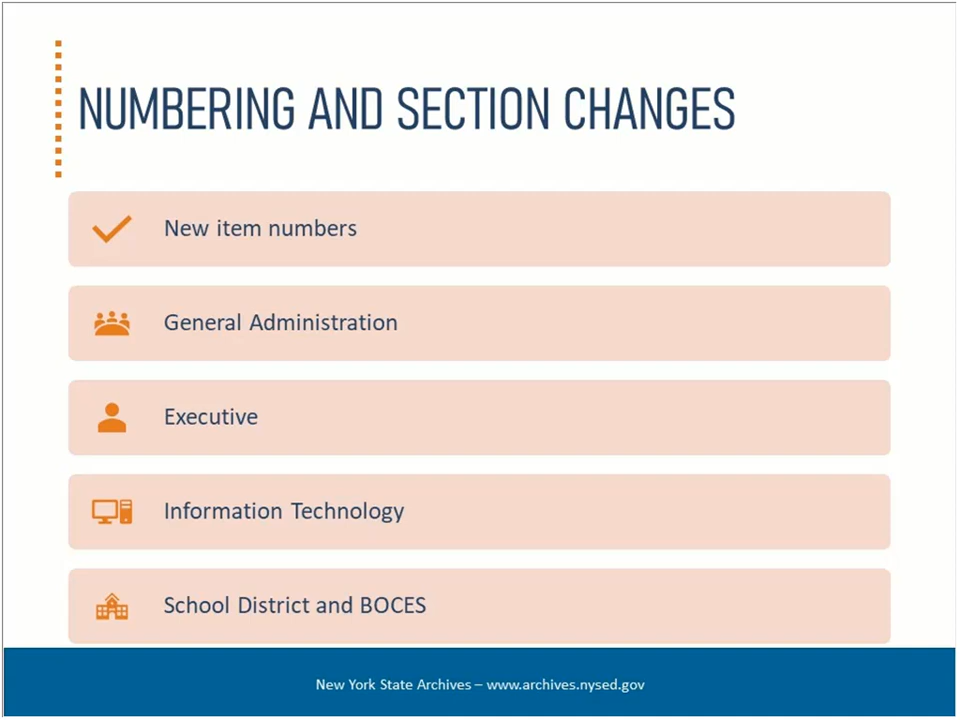 NUMBERING AND SECTION CHANGES
New item numbers
General Administration
Executive
Information Technology
School District and BOCES
New York State Archives – www.archives.nysed.gov